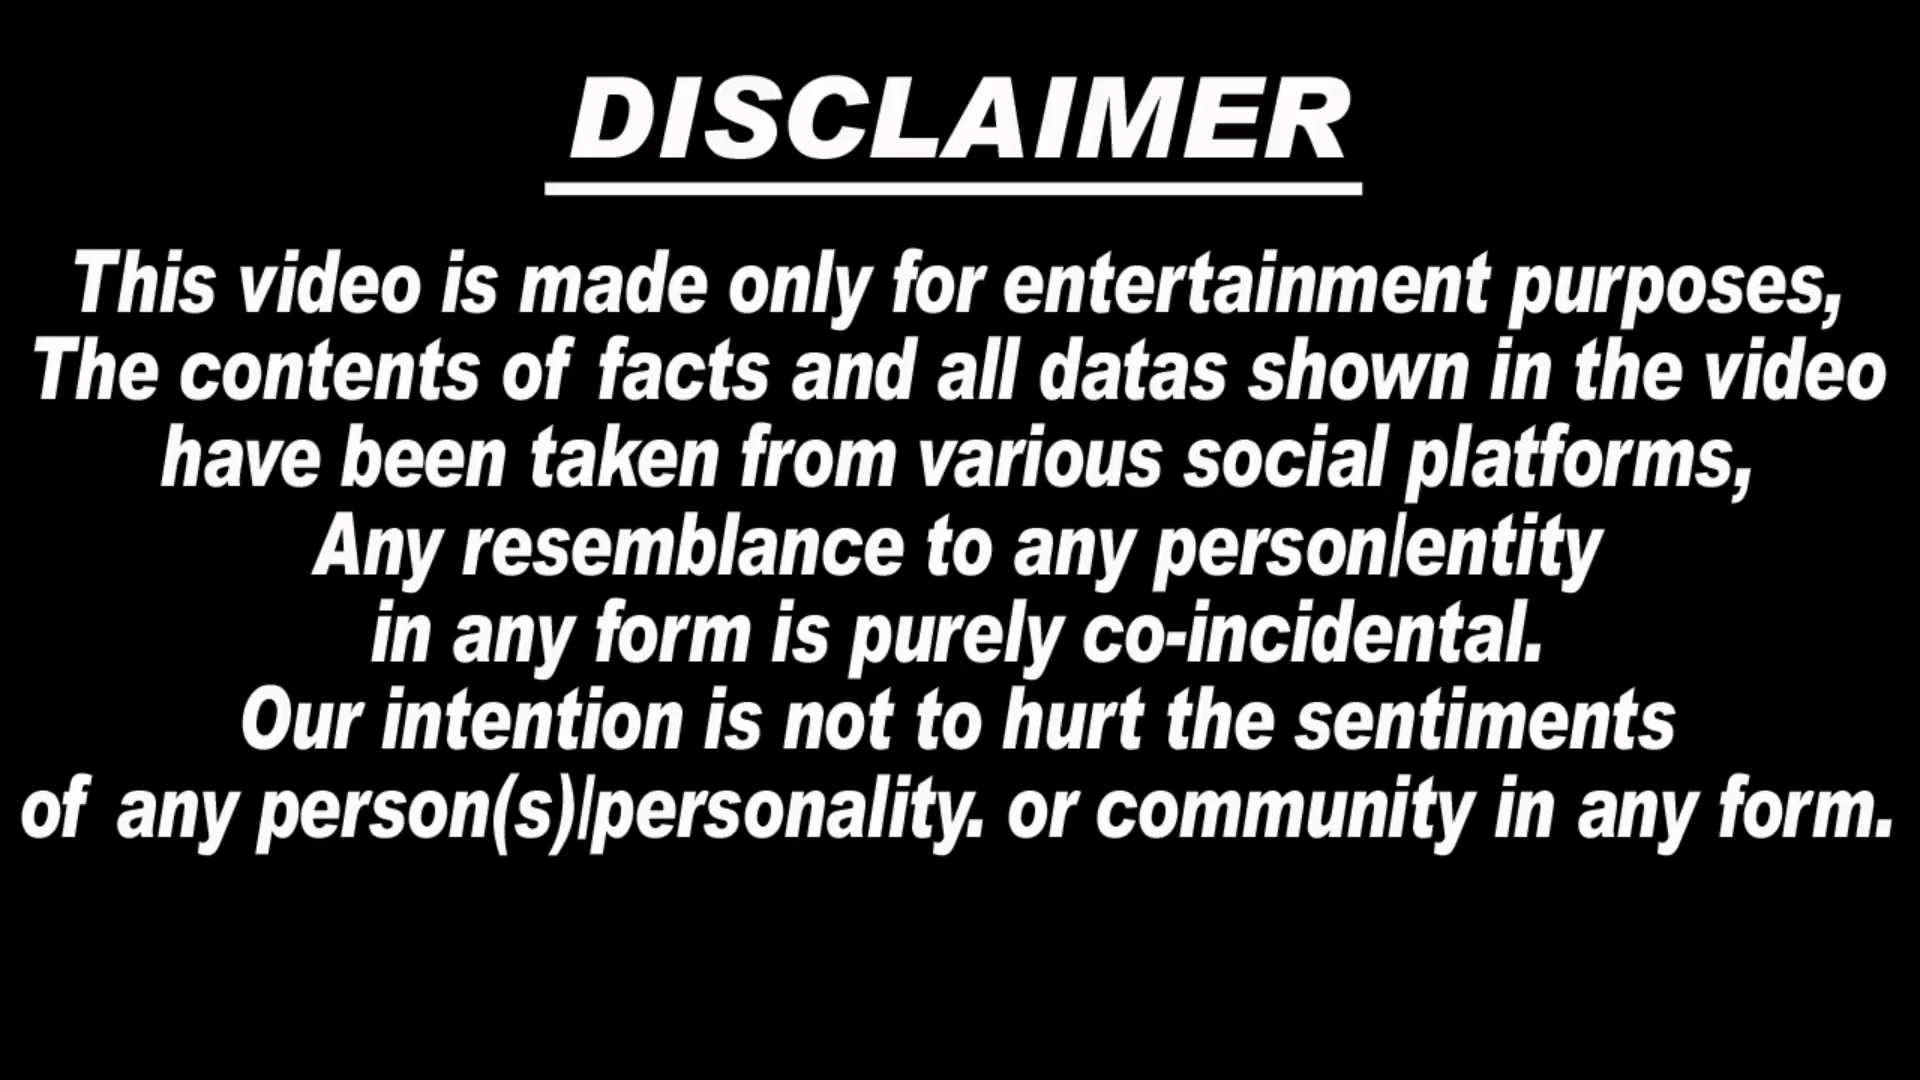 DISCLAIMER
This video is made only for entertainment purposes,
The contents of facts and all datas shown in the video
have been taken from various social platforms,
Any resemblance to any person|entity
in any form is purely co-incidental.
Our intention is not to hurt the sentiments
of any person(s)|personality. or community in any form.